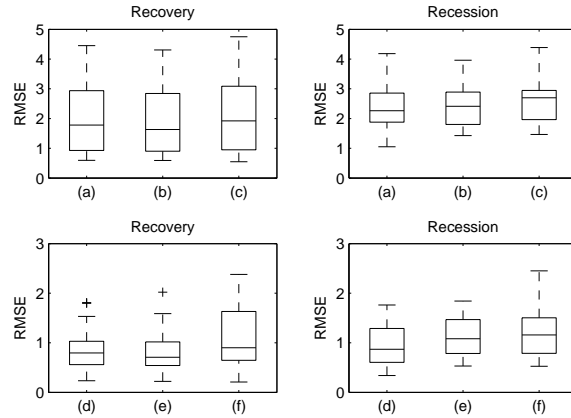 Recovery
RMSE
5
4
3
2
1
0
(a) (b) (c)
Recession
RMSE
5
4
3
2
1
0
(a) (b) (c)
Recovery
RMSE
3
2
1
0
(d) (e) (f)
Recession
RMSE
3
2
1
0
(d) (e) (f)